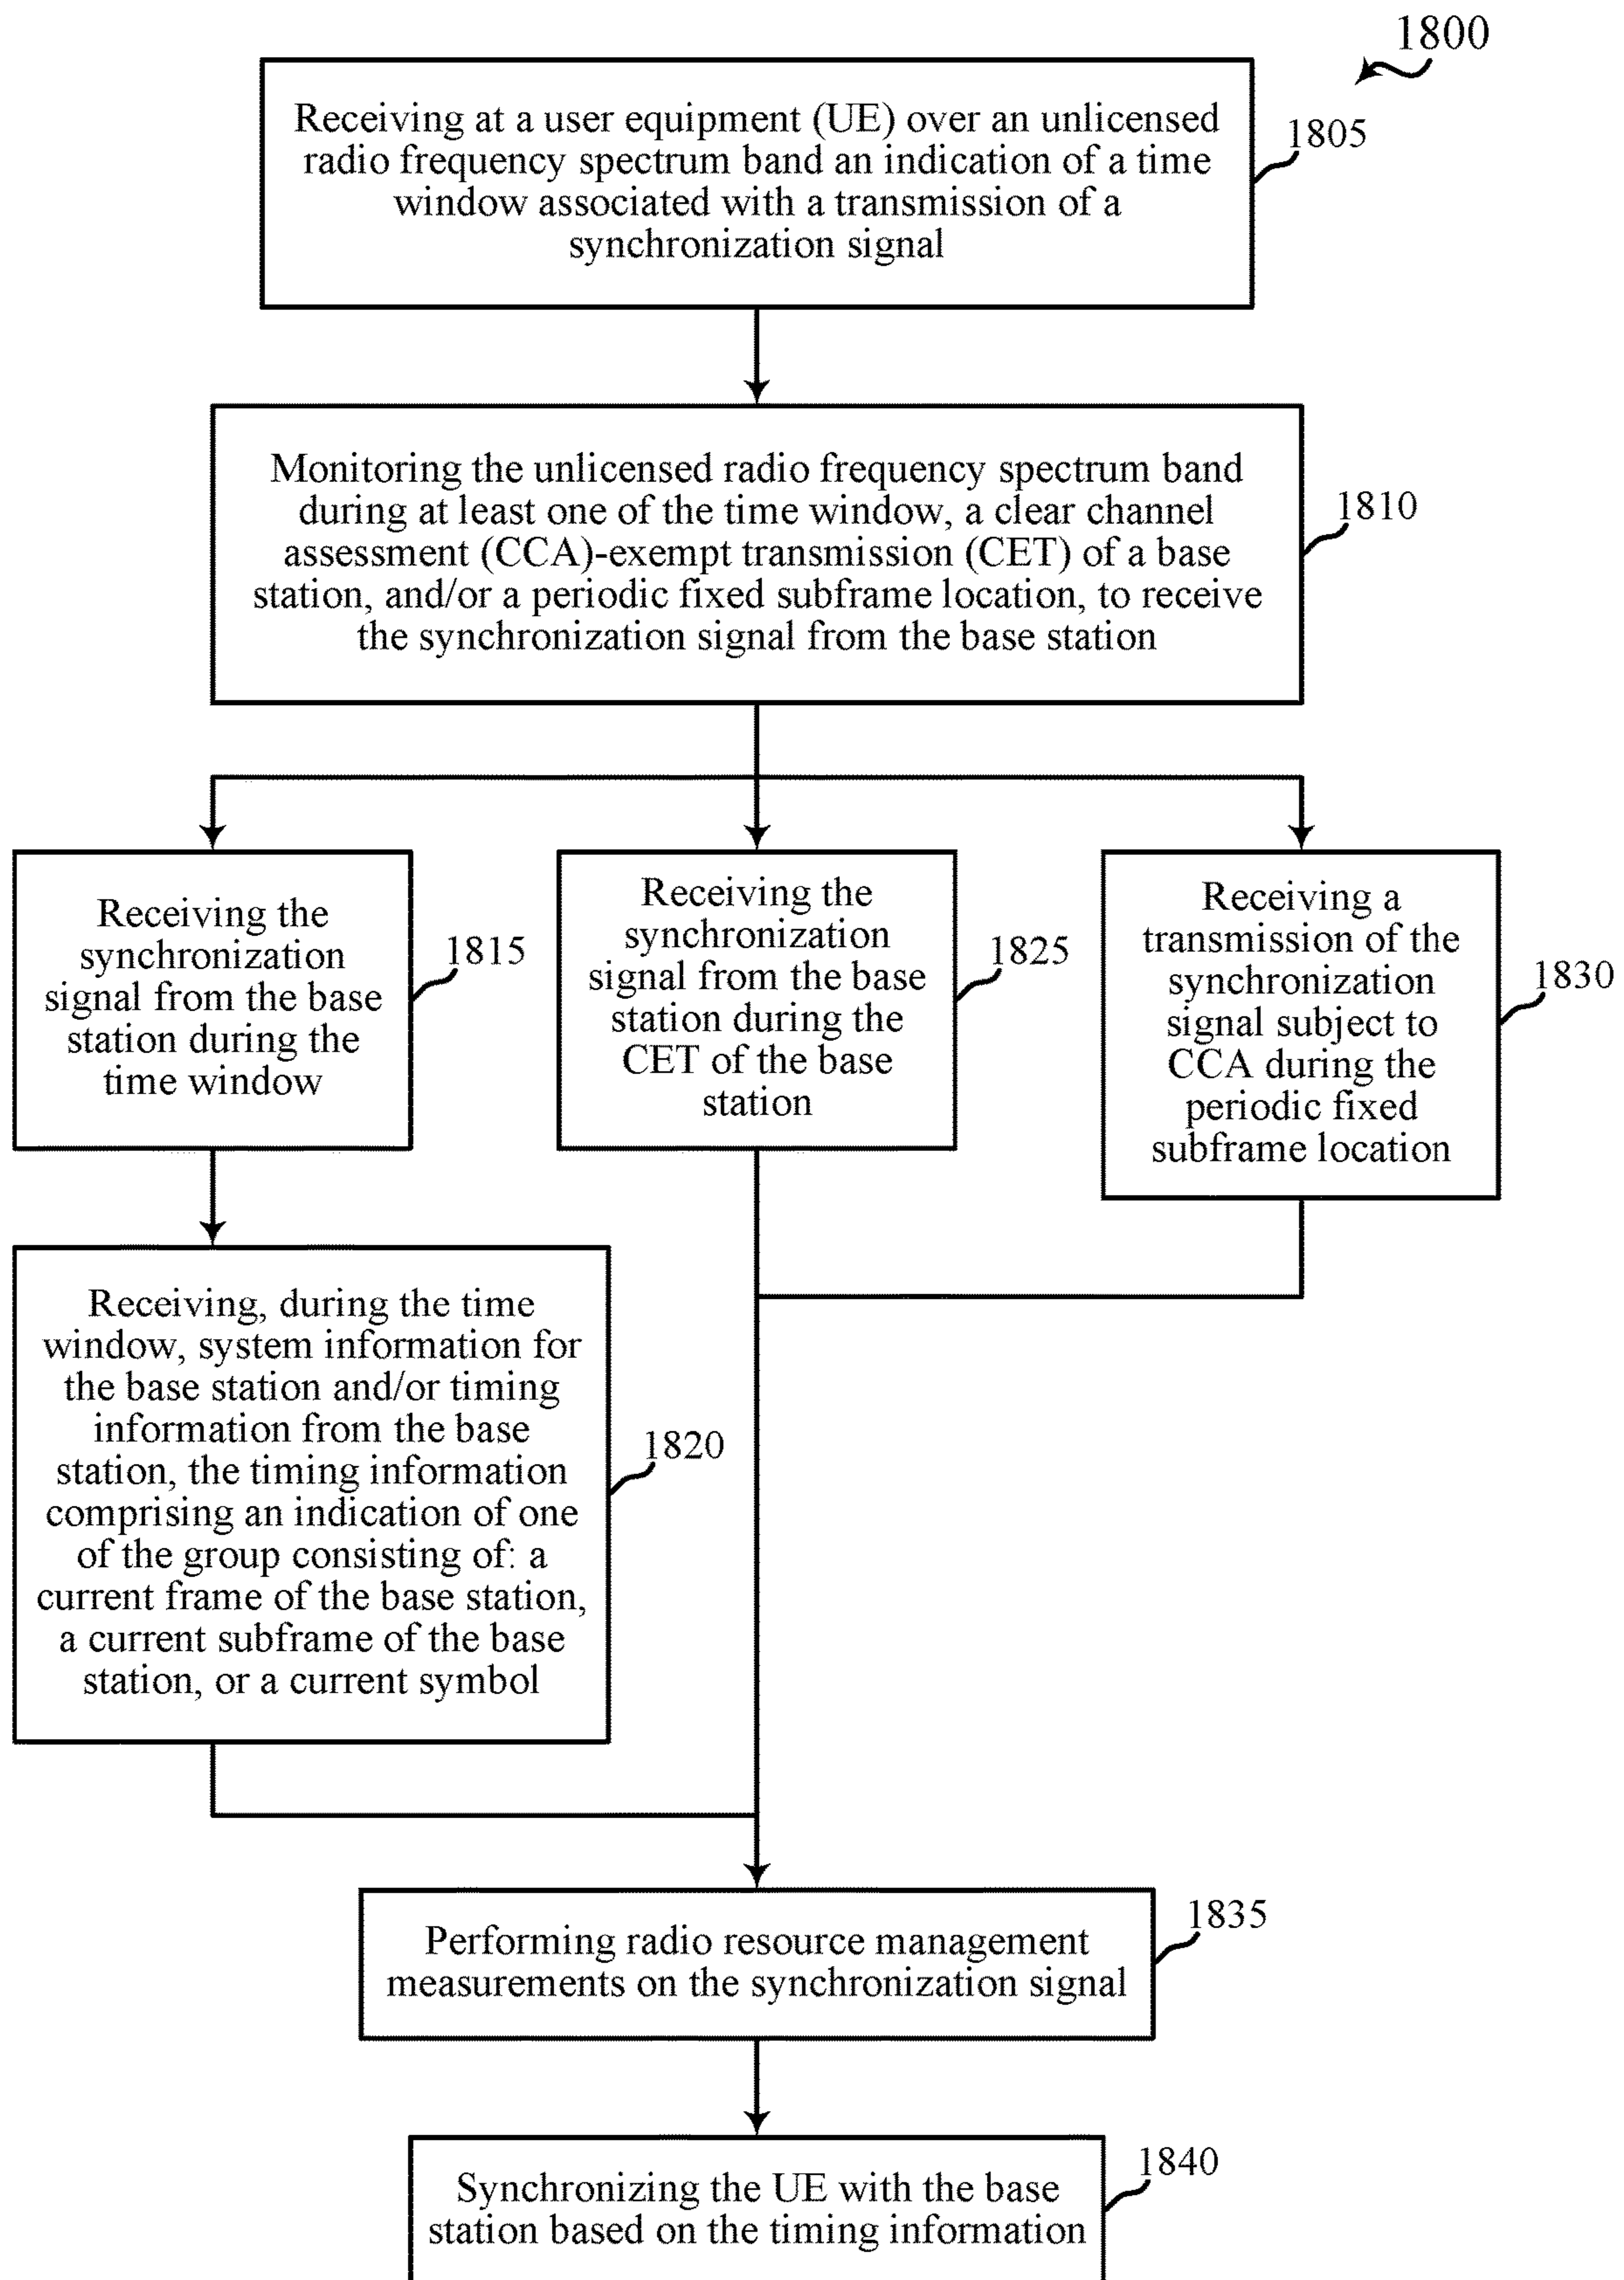 1800
Receiving at a user equipment (UE) over an unlicensed
radio frequency spectrum band an indication of a time
window associated with a transmission of a
synchronization signal
1805
Monitoring the unlicensed radio frequency spectrum band
during at least one of the time window, a clear channel
assessment (CCA)-exempt transmission (CET) of a base
station, and/or a periodic fixed subframe location, to receive
the synchronization signal from the base station
1810
Receiving the
synchronization
signal from the base
station during the
time window
1815
Receiving the
synchronization
signal from the base
station during the
CET of the base
station
1825
Receiving a
transmission of the
synchronization
signal subject to
CCA during the
periodic fixed
subframe location
1830
Receiving, during the time
window, system information for
the base station and/or timing
information from the base
station, the timing information
comprising an indication of one
of the group consisting of: a
current frame of the base station,
a current subframe of the base
station, or a current symbol
1820
Performing radio resource management
measurements on the synchronization signal
1835
Synchronizing the UE with the base
station based on the timing information
1840